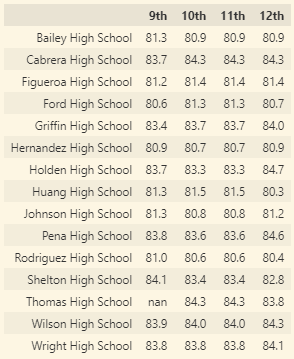 9th 10th 11th 12th
Bailey High School 81.3 80.9 80.9 80.9
Cabrera High School 83.7 84.3 84.3 84.3
Figueroa High School 81.2 81.4 81.4 81.4
Ford High School 80.6 81.3 81.3 80.7
Griffin High School 83.4 83.7 83.7 84.0
Hernandez High School 80.9 80.7 80.7 80.9
Holden High School 83.7 83.3 83.3 84.7
Huang High School 81.3 81.5 81.5 80.3
Johnson High School 81.3 80.8 80.8 81.2
Pena High School 83.8 83.6 83.6 84.6
Rodriguez High School 81.0 80.6 80.6 80.4
Shelton High School 84.1 83.4 83.4 82.8
Thomas High School nan 84.3 84.3 83.8
Wilson High School 83.9 84.0 84.0 84.3
Wright High School 83.8 83.8 83.8 84.1